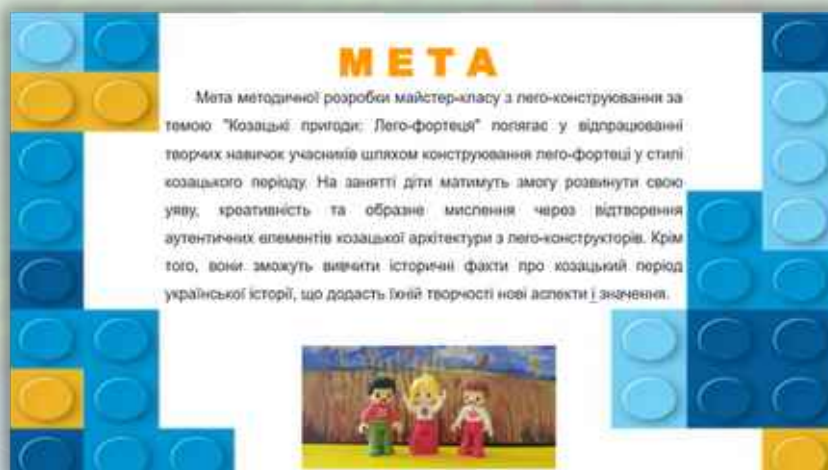 МЕТА
Мета методичної розробки майстер-класу з лего-конструювання за
темою "Козацькі пригоди: Лего-фортеця" полягає у відпрацюванні
творчих навичок учасників шляхом конструювання лего-фортеці у стилі
козацького періоду. На занятті діти матимуть змогу розвинути свою
уяву, креативність та образне мислення через відтворення
аутентичних елементів козацької архітектури з лего-конструкторів. Крім
того, вони зможуть вивчити історичні факти про козацький період
української історії, що додасть їхній творчості нові аспекти і значення.